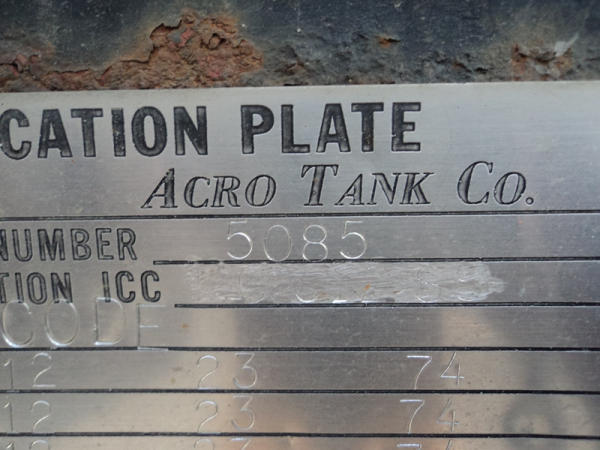 CATION PLATE
ACRO TANK CO.
NUMBER 5085
TION ICC
CODE
12 23 74
12 23 74